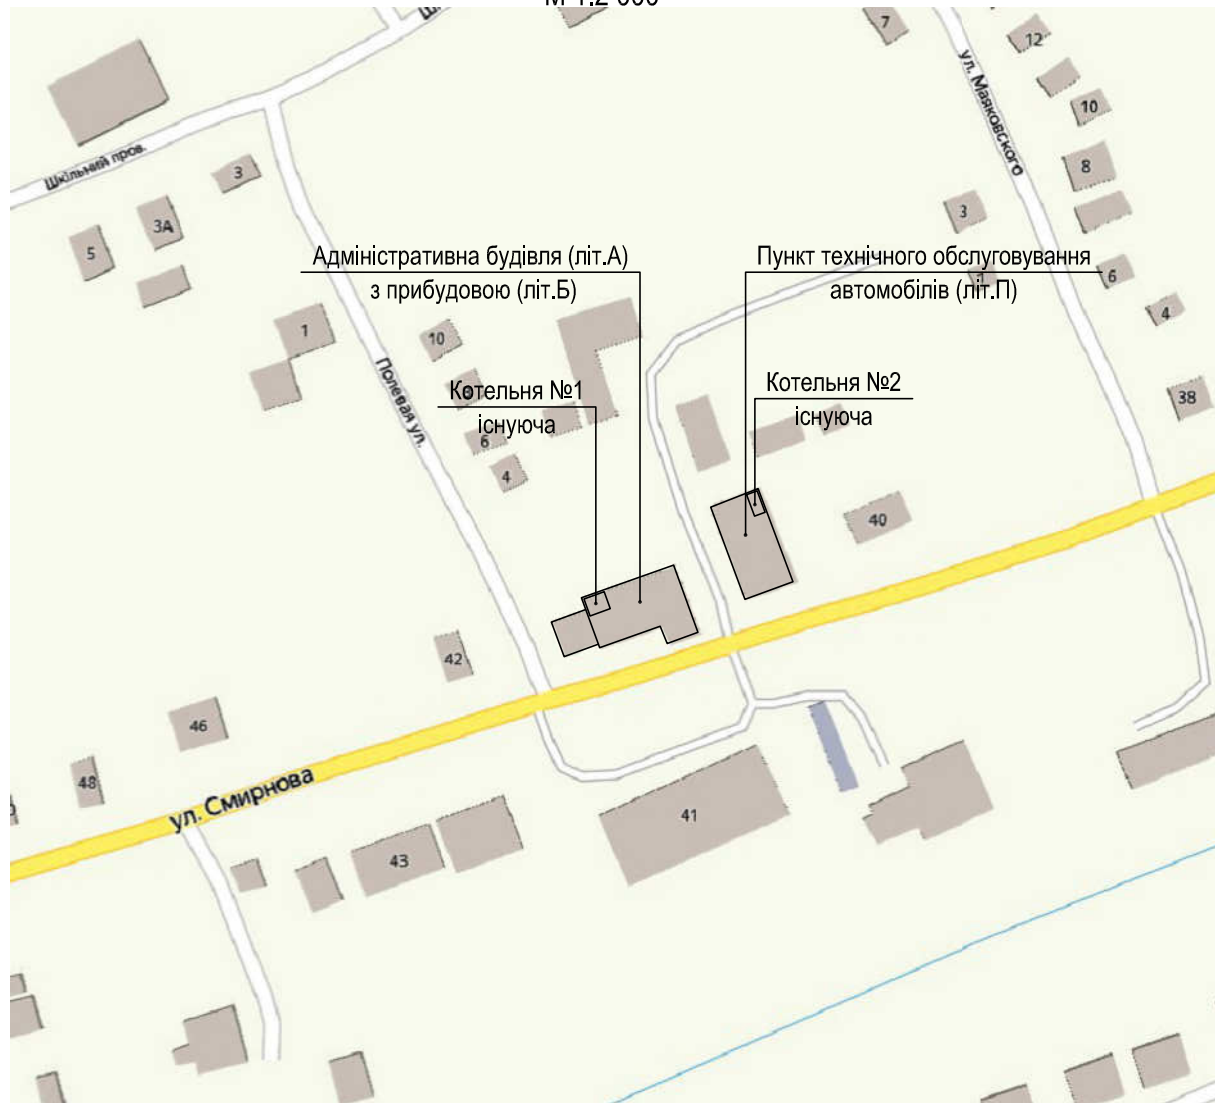 7
12
ул. Маяковского
10
Шкільний пров.
3
8
3А
5
3
Адміністративна будівля (літ.А)
з прибудовою (літ.Б)
Пункт технічного обслуговування
автомобілів (літ.П)
1
6
4
1
10
Полевая ул.
Котельня №1
існуюча
Котельня №2
існуюча
38
6
4
40
42
46
48
ул. Смирнова
41
43